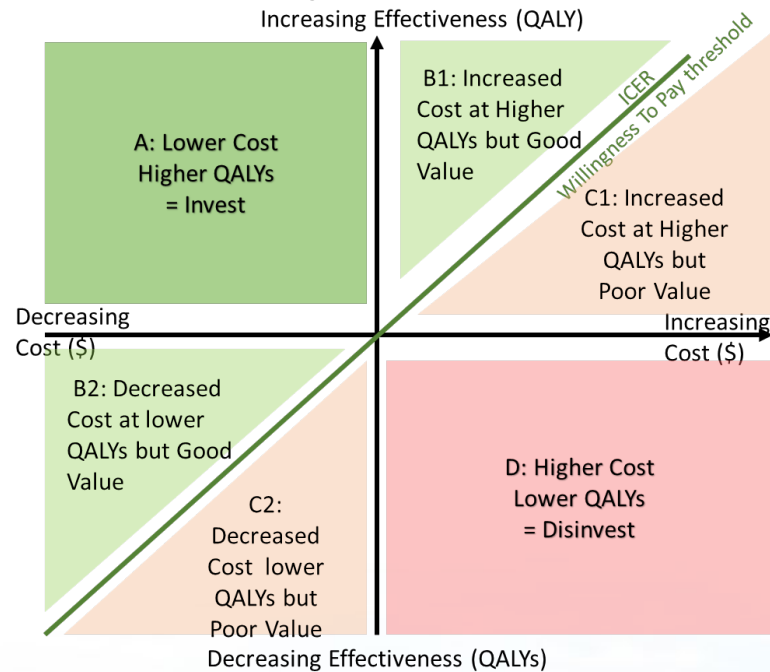 Increasing Effectiveness (QALY)
B1: Increased
Cost at Higher
QALYs but Good
Value
ICER
Willingness To Pay threshold
A: Lower Cost
Higher QALYs
= Invest
C1: Increased
Cost at Higher
QALYs but
Poor Value
Decreasing
Cost ($)
Increasing
Cost ($)
B2: Decreased
Cost at lower
QALYs but Good
Value
D: Higher Cost
Lower QALYs
= Disinvest
C2:
Decreased
Cost lower
QALYs but
Poor Value
Decreasing Effectiveness (QALYs)